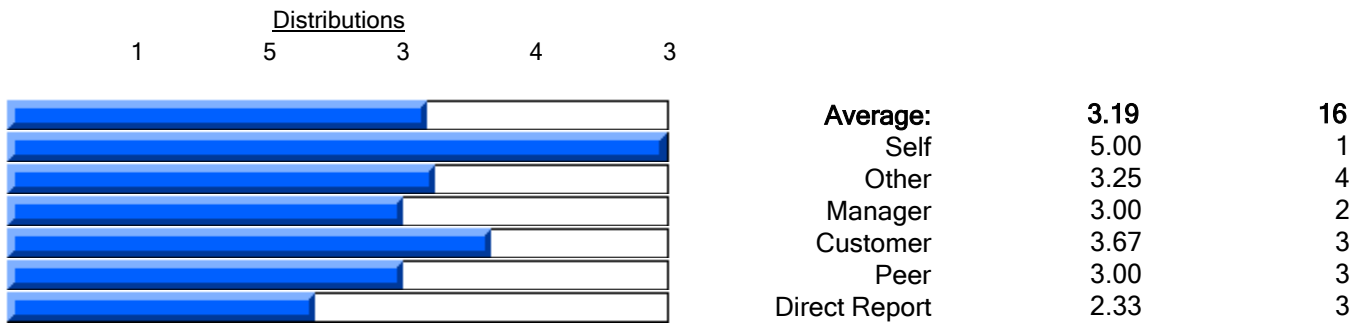 Distributions
1 5 3 4 3
Average: 3.19 16
Self 5.00 1
Other 3.25 4
Manager 3.00 2
Customer 3.67 3
Peer 3.00 3
Direct Report 2.33 3